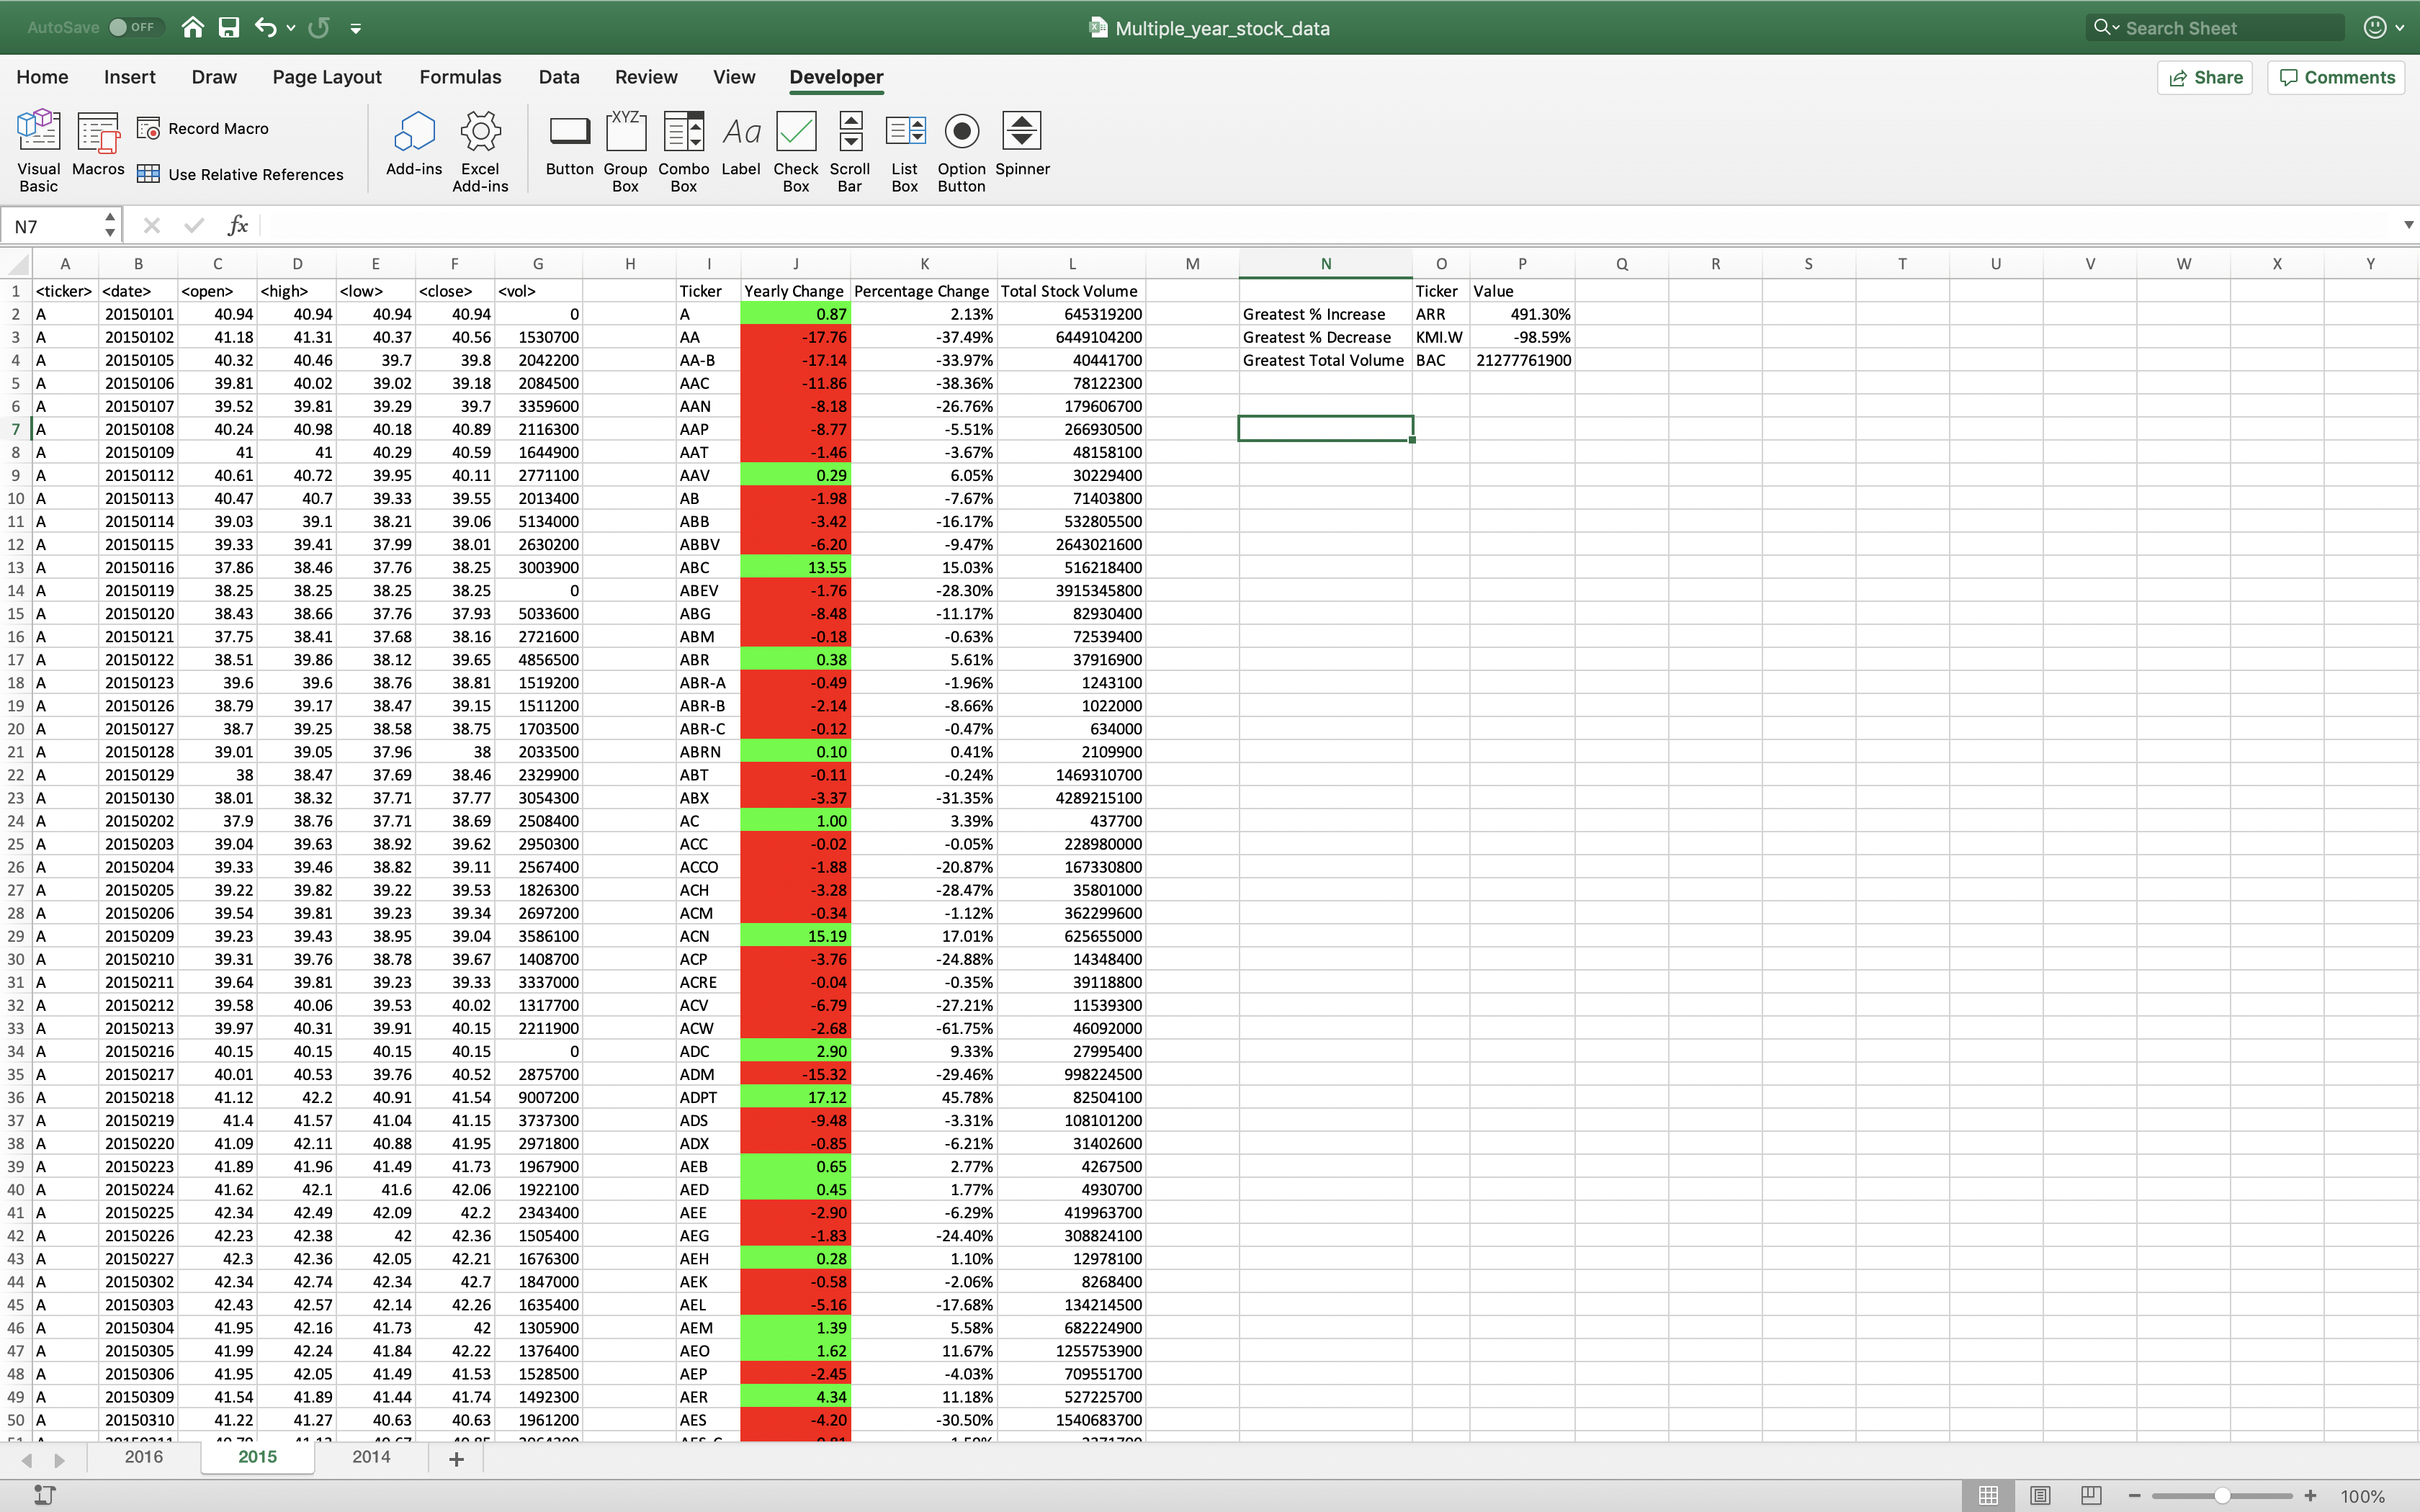 AutoSave OFF Multiple_year_stock_data Search Sheet
Home Insert Draw Page Layout Formulas Data Review View Developer Share Comments
Visual Basic Macros Record Macro Use Relative References Add-ins Excel Add-ins Button Group Box Combo Box Label Check Box Scroll Bar List Box Option Button Spinner
XYZ Aa
N7 fx
A B C D E F G H I J K L M N O P Q R S T U V W X Y
1 <ticker> <date> <open> <high> <low> <close> <vol> Ticker Yearly Change Percentage Change Total Stock Volume Ticker Value
2 A 20150101 40.94 40.94 40.94 40.94 0 A 0.87 2.13% 645319200 Greatest % Increase ARR 491.30%
3 A 20150102 41.18 41.31 40.37 40.56 1530700 AA -17.76 -37.49% 6449104200 Greatest % Decrease KMI.W -98.59%
4 A 20150105 40.32 40.46 39.7 39.8 2042200 AA-B -17.14 -33.97% 40441700 Greatest Total Volume BAC 21277761900
5 A 20150106 39.81 40.02 39.02 39.18 2084500 AAC -11.86 -38.36% 78122300
6 A 20150107 39.52 39.81 39.29 39.7 3359600 AAN -8.18 -26.76% 179606700
7 A 20150108 40.24 40.98 40.18 40.89 2116300 AAP -8.77 -5.51% 266930500
8 A 20150109 41 41 40.29 40.59 1644900 AAT -1.46 -3.67% 48158100
9 A 20150112 40.61 40.72 39.95 40.11 2771100 AAV 0.29 6.05% 30229400
10 A 20150113 40.47 40.7 39.33 39.55 2013400 AB -1.98 -7.67% 71403800
11 A 20150114 39.03 39.1 38.21 39.06 5134000 ABB -3.42 -16.17% 532805500
12 A 20150115 39.33 39.41 37.99 38.01 2630200 ABBV -6.20 -9.47% 2643021600
13 A 20150116 37.86 38.46 37.76 38.25 3003900 ABC 13.55 15.03% 516218400
14 A 20150119 38.25 38.25 38.25 38.25 0 ABEV -1.76 -28.30% 3915345800
15 A 20150120 38.43 38.66 37.76 37.93 5033600 ABG -8.48 -11.17% 82930400
16 A 20150121 37.75 38.41 37.68 38.16 2721600 ABM -0.18 -0.63% 72539400
17 A 20150122 38.51 39.86 38.12 39.65 4856500 ABR 0.38 5.61% 37916900
18 A 20150123 39.6 39.6 38.76 38.81 1519200 ABR-A -0.49 -1.96% 1243100
19 A 20150126 38.79 39.17 38.47 39.15 1511200 ABR-B -2.14 -8.66% 1022000
20 A 20150127 38.7 39.25 38.58 38.75 1703500 ABR-C -0.12 -0.47% 634000
21 A 20150128 39.01 39.05 37.96 38 2033500 ABRN 0.10 0.41% 2109900
22 A 20150129 38 38.47 37.69 38.46 2329900 ABT -0.11 -0.24% 1469310700
23 A 20150130 38.01 38.32 37.71 37.77 3054300 ABX -3.37 -31.35% 4289215100
24 A 20150202 37.9 38.76 37.71 38.69 2508400 AC 1.00 3.39% 437700
25 A 20150203 39.04 39.63 38.92 39.62 2950300 ACC -0.02 -0.05% 228980000
26 A 20150204 39.33 39.46 38.82 39.11 2567400 ACCO -1.88 -20.87% 167330800
27 A 20150205 39.22 39.82 39.22 39.53 1826300 ACH -3.28 -28.47% 35801000
28 A 20150206 39.54 39.81 39.23 39.34 2697200 ACM -0.34 -1.12% 362299600
29 A 20150209 39.23 39.43 38.95 39.04 3586100 ACN 15.19 17.01% 625655000
30 A 20150210 39.31 39.76 38.78 39.67 1408700 ACP -3.76 -24.88% 14348400
31 A 20150211 39.64 39.81 39.23 39.33 3337000 ACRE -0.04 -0.35% 39118800
32 A 20150212 39.58 40.06 39.53 40.02 1317700 ACV -6.79 -27.21% 11539300
33 A 20150213 39.97 40.31 39.91 40.15 2211900 ACW -2.68 -61.75% 46092000
34 A 20150216 40.15 40.15 40.15 40.15 0 ADC 2.90 9.33% 27995400
35 A 20150217 40.01 40.53 39.76 40.52 2875700 ADM -15.32 -29.46% 998224500
36 A 20150218 41.12 42.2 40.91 41.54 9007200 ADPT 17.12 45.78% 82504100
37 A 20150219 41.4 41.57 41.04 41.15 3737300 ADS -9.48 -3.31% 108101200
38 A 20150220 41.09 42.11 40.88 41.95 2971800 ADX -0.85 -6.21% 31402600
39 A 20150223 41.89 41.96 41.49 41.73 1967900 AEB 0.65 2.77% 4267500
40 A 20150224 41.62 42.1 41.6 42.06 1922100 AED 0.45 1.77% 4930700
41 A 20150225 42.34 42.49 42.09 42.2 2343400 AEE -2.90 -6.29% 419963700
42 A 20150226 42.23 42.38 42 42.36 1505400 AEG -1.83 -24.40% 308824100
43 A 20150227 42.3 42.36 42.05 42.21 1676300 AEH 0.28 1.10% 12978100
44 A 20150302 42.34 42.74 42.34 42.7 1847000 AEK -0.58 -2.06% 8268400
45 A 20150303 42.43 42.57 42.14 42.26 1635400 AEL -5.16 -17.68% 134214500
46 A 20150304 41.95 42.16 41.73 42 1305900 AEM 1.39 5.58% 682224900
47 A 20150305 41.99 42.24 41.84 42.22 1376400 AEO 1.62 11.67% 1255753900
48 A 20150306 41.95 42.05 41.49 41.53 1528500 AEP -2.45 -4.03% 709551700
49 A 20150309 41.54 41.89 41.44 41.74 1492300 AER 4.34 11.18% 527225700
50 A 20150310 41.22 41.27 40.63 40.63 1961200 AES -4.20 -30.50% 1540683700
2016 2015 2014 +
100%